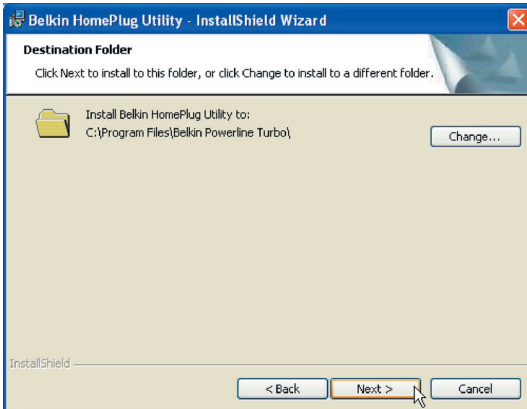 Belkin HomePlug Utility - InstallShield Wizard
Destination Folder
Click Next to install to this folder, or click Change to install to a different folder.
Install Belkin HomePlug Utility to:
C:\Program Files\Belkin Powerline Turbo\
Change...
InstallShield
< Back
Next >
Cancel